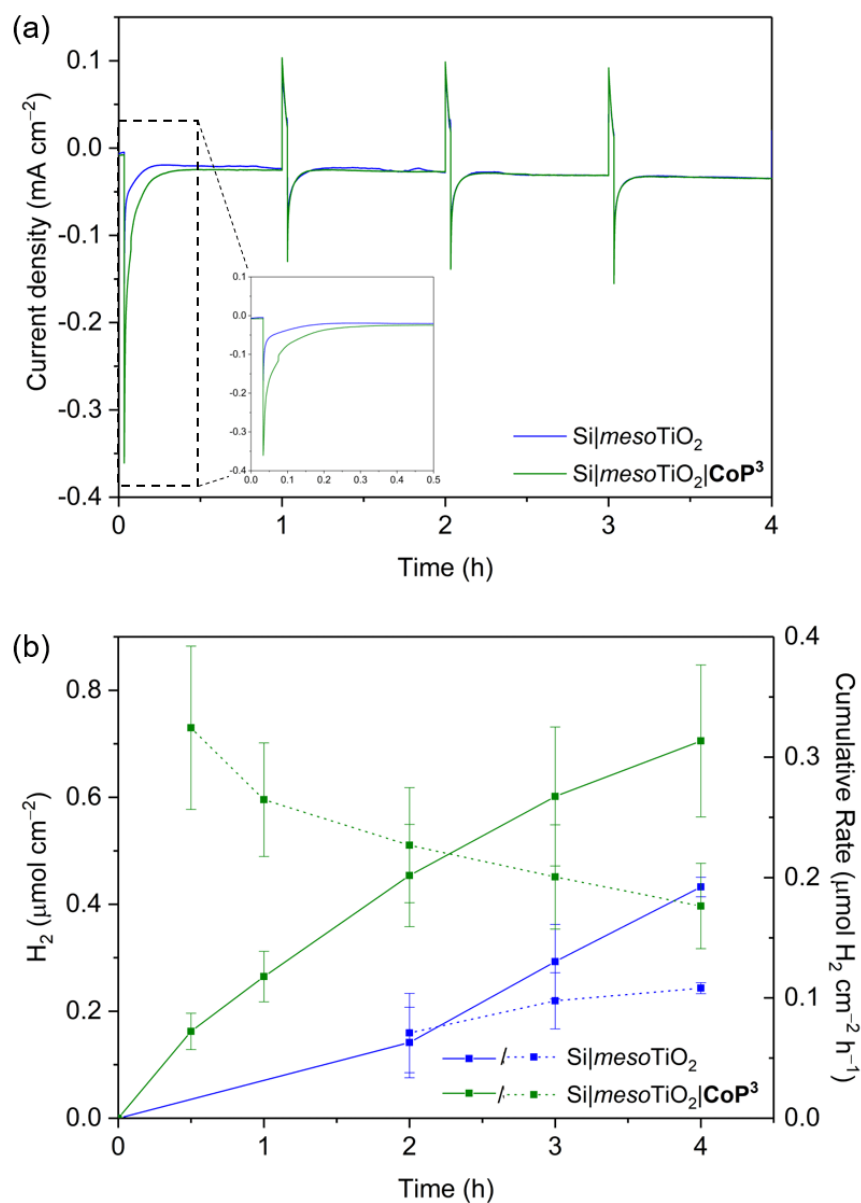 (a)
0.1
0.0
-0.1
-0.2
-0.3
-0.4
Current density (mA cm⁻²)
0.1
0.0
-0.1
-0.2
-0.3
-0.4
0.0 0.1 0.2 0.3 0.4 0.5
Si|mesoTiO₂
Si|mesoTiO₂|CoP³
0 1 2 3 4
Time (h)
(b)
0.8
0.6
0.4
0.2
0.0
H₂ (μmol cm⁻²)
0.4
0.3
0.2
0.1
0.0
Cumulative Rate (μmol H₂ cm⁻² h⁻¹)
/ Si|mesoTiO₂
/ Si|mesoTiO₂|CoP³
0 1 2 3 4
Time (h)